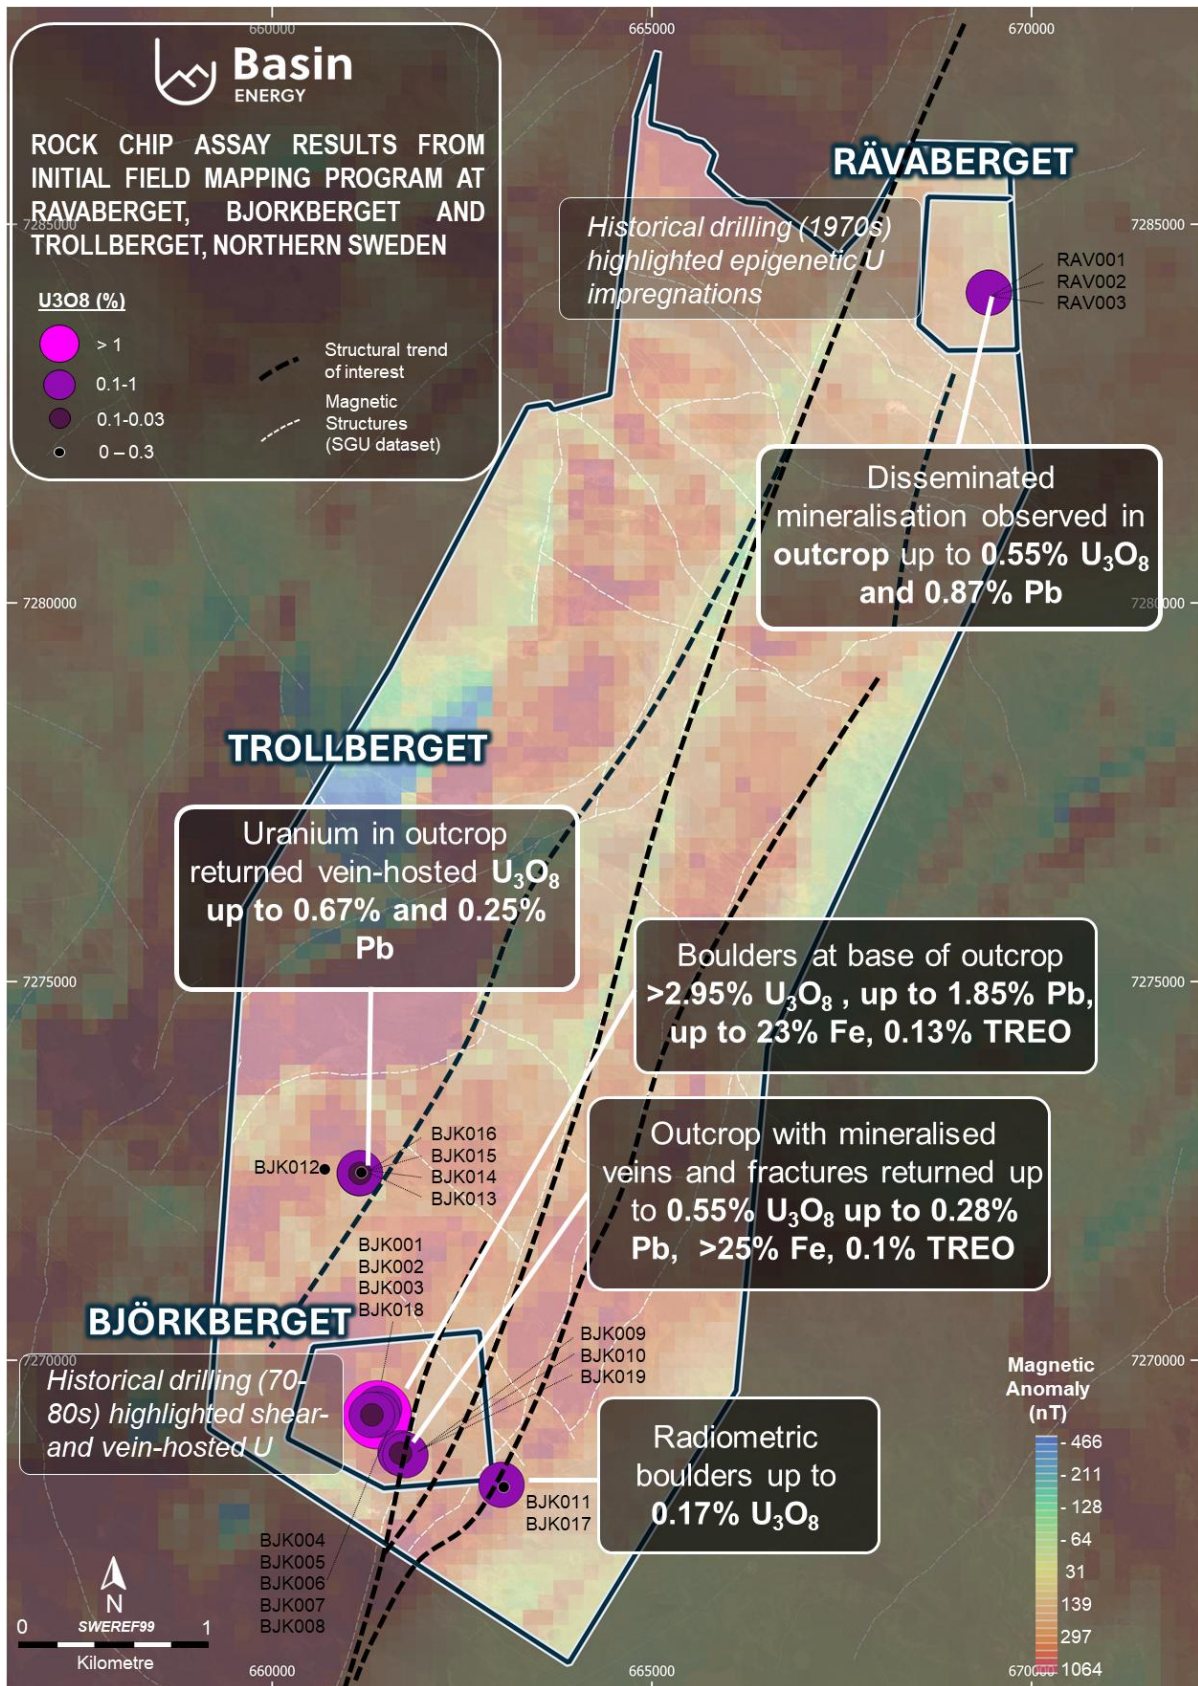 660000
665000
670000
Basin
ENERGY
ROCK CHIP ASSAY RESULTS FROM
INITIAL FIELD MAPPING PROGRAM AT
RAVABERGET, BJORKBERGET AND
TROLLBERGET, NORTHERN SWEDEN
U3O8 (%)
> 1
0.1-1
0.1-0.03
0 – 0.3
Structural trend
of interest
Magnetic
Structures
(SGU dataset)
RÄVABERGET
Historical drilling (1970s)
highlighted epigenetic U
impregnations
7285000
7285000
RAV001
RAV002
RAV003
Disseminated
mineralisation observed in
outcrop up to 0.55% U₃O₈
and 0.87% Pb
7280000
7280000
TROLLBERGET
Uranium in outcrop
returned vein-hosted U₃O₈
up to 0.67% and 0.25%
Pb
Boulders at base of outcrop
>2.95% U₃O₈ , up to 1.85% Pb,
up to 23% Fe, 0.13% TREO
7275000
7275000
Outcrop with mineralised
veins and fractures returned up
to 0.55% U₃O₈ up to 0.28%
Pb, >25% Fe, 0.1% TREO
BJK012
BJK016
BJK015
BJK014
BJK013
BJK001
BJK002
BJK003
BJK018
BJÖRKBERGET
Historical drilling (70-
80s) highlighted shear-
and vein-hosted U
BJK009
BJK010
BJK019
7270000
7270000
Radiometric
boulders up to
0.17% U₃O₈
BJK011
BJK017
BJK004
BJK005
BJK006
BJK007
BJK008
Magnetic
Anomaly
(nT)
- 466
- 211
- 128
- 64
31
139
297
1064
N
0 SWEREF99 1
Kilometre
660000
665000
670000